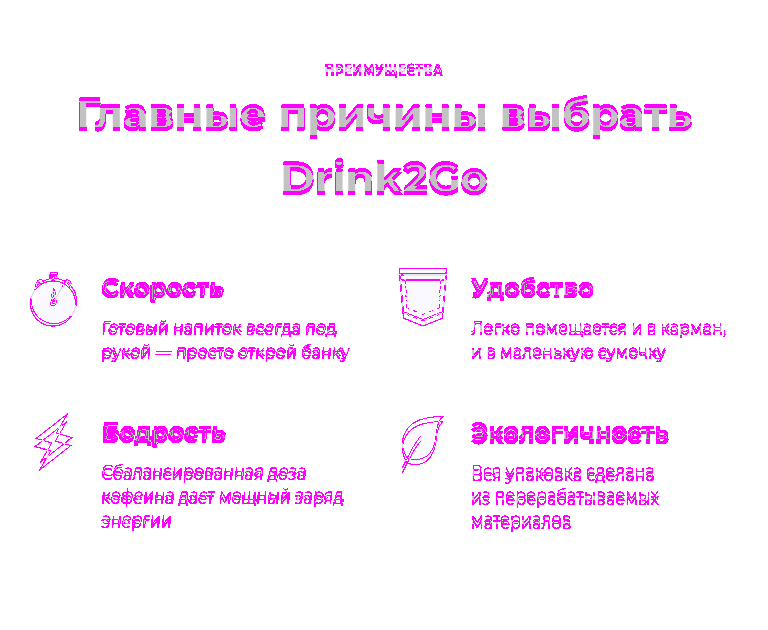 ПРЕИМУЩЕСТВА
Главные причины выбрать
Drink2Go
Скорость
Готовый напиток всегда под
рукой — просто открой банку
Удобство
Легко помещается и в карман,
и в маленькую сумочку
Бодрость
Сбалансированная доза
кофеина даст мощный заряд
энергии
Экологичность
Вся упаковка сделана
из перерабатываемых
материалов